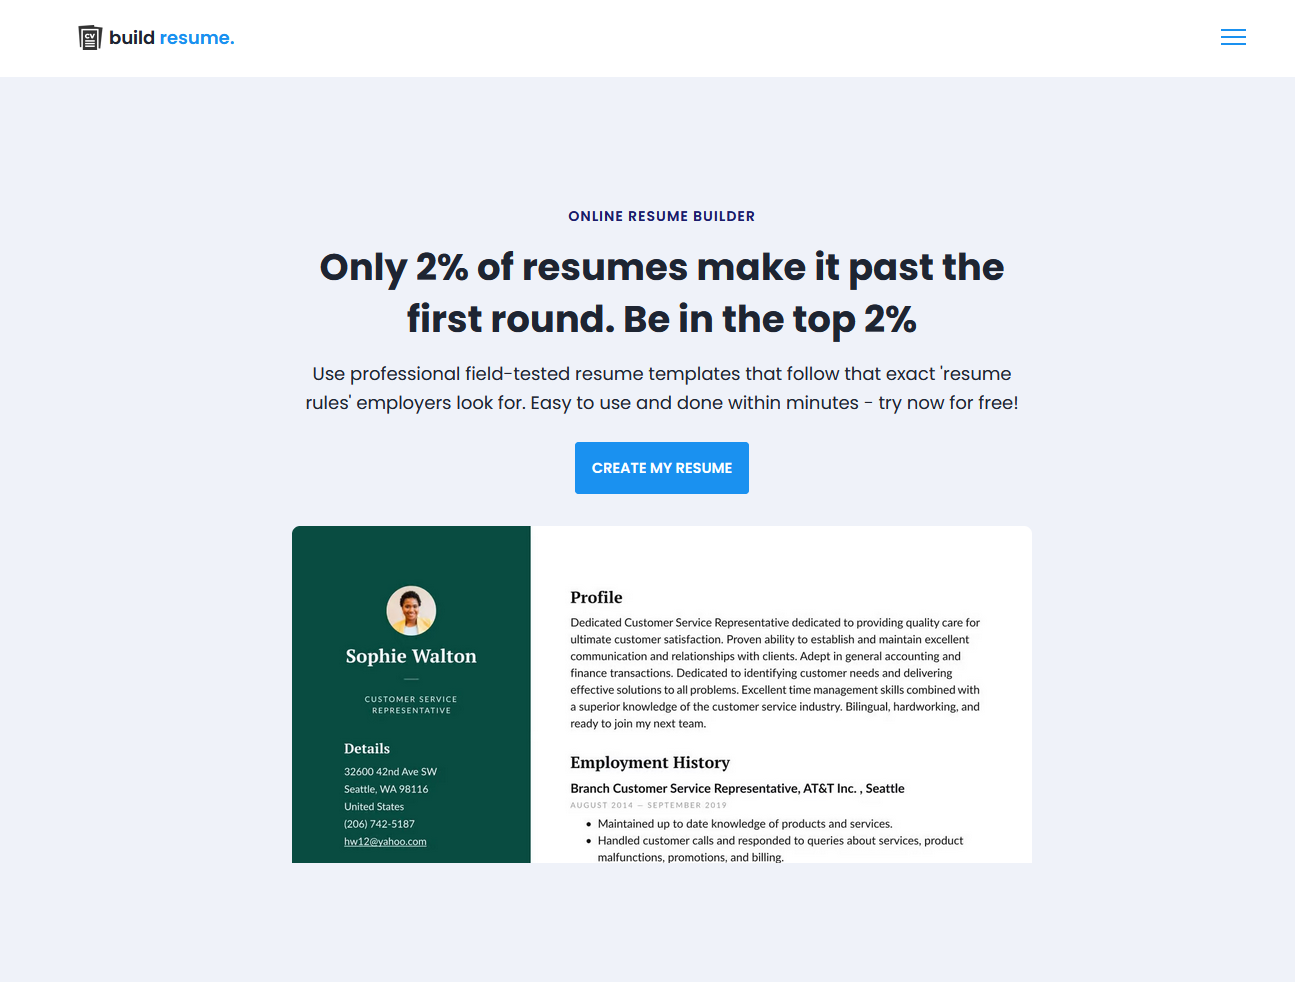 CV
build resume.
ONLINE RESUME BUILDER
Only 2% of resumes make it past the
first round. Be in the top 2%
Use professional field-tested resume templates that follow that exact 'resume
rules' employers look for. Easy to use and done within minutes - try now for free!
CREATE MY RESUME
Sophie Walton
CUSTOMER SERVICE
REPRESENTATIVE
Details
32600 42nd Ave SW
Seattle, WA 98116
United States
(206) 742-5187
hw12@yahoo.com
Profile
Dedicated Customer Service Representative dedicated to providing quality care for
ultimate customer satisfaction. Proven ability to establish and maintain excellent
communication and relationships with clients. Adept in general accounting and
finance transactions. Dedicated to identifying customer needs and delivering
effective solutions to all problems. Excellent time management skills combined with
a superior knowledge of the customer service industry. Bilingual, hardworking, and
ready to join my next team.
Employment History
Branch Customer Service Representative, AT&T Inc. , Seattle
AUGUST 2014 — SEPTEMBER 2019
• Maintained up to date knowledge of products and services.
• Handled customer calls and responded to queries about services, product
malfunctions, promotions, and billing.